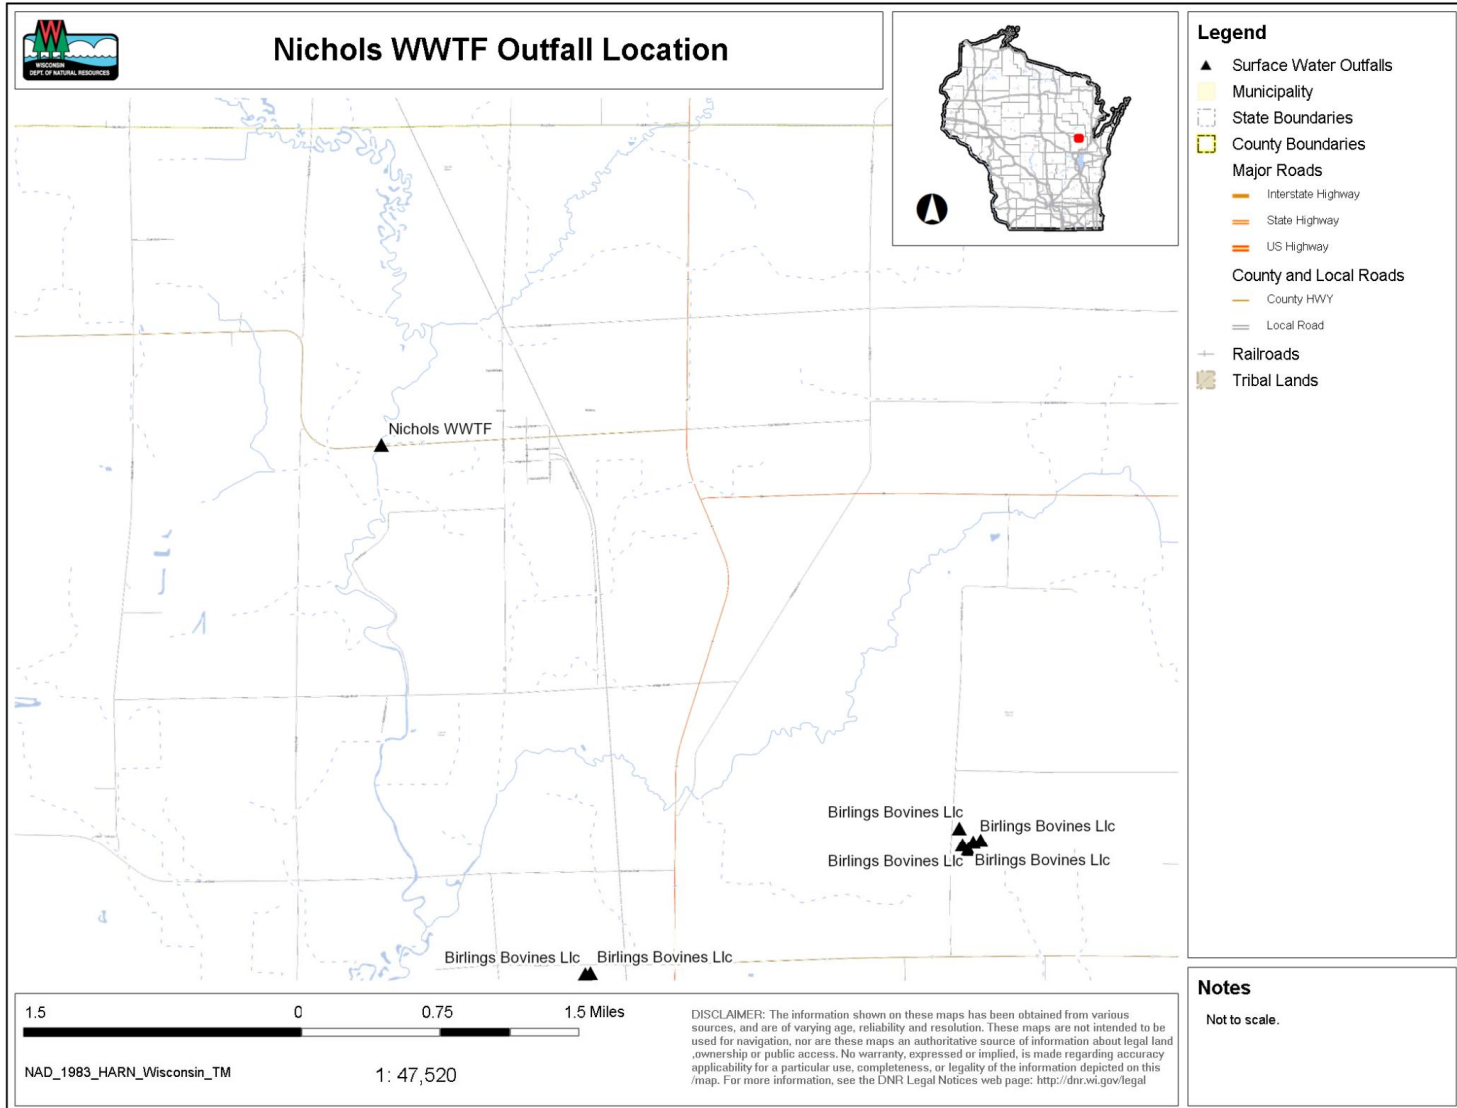 WISCONSIN
DEPT. OF NATURAL RESOURCES
Nichols WWTF Outfall Location
Legend
Surface Water Outfalls
Municipality
State Boundaries
County Boundaries
Major Roads
Interstate Highway
State Highway
US Highway
County and Local Roads
County HWY
Local Road
Railroads
Tribal Lands
Nichols WWTF
Birlings Bovines Llc
Birlings Bovines Llc
Birlings Bovines Llc
Birlings Bovines Llc
Birlings Bovines Llc
Birlings Bovines Llc
1.5
0
0.75
1.5 Miles
NAD_1983_HARN_Wisconsin_TM
1: 47,520
DISCLAIMER: The information shown on these maps has been obtained from various
sources, and are of varying age, reliability and resolution. These maps are not intended to be
used for navigation, nor are these maps an authoritative source of information about legal land
,ownership or public access. No warranty, expressed or implied, is made regarding accuracy
applicability for a particular use, completeness, or legality of the information depicted on this
/map. For more information, see the DNR Legal Notices web page: http://dnr.wi.gov/legal
Notes
Not to scale.